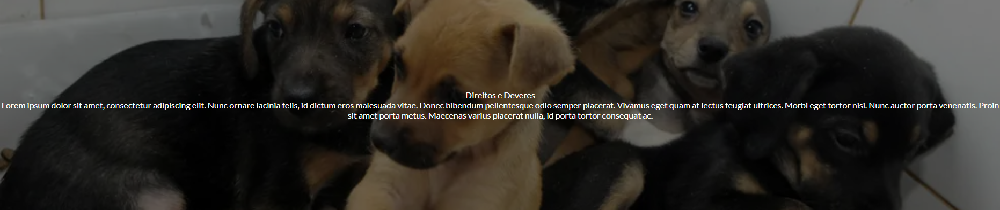 Direitos e Deveres
Lorem ipsum dolor sit amet, consectetur adipiscing elit. Nunc ornare lacinia felis, id dictum eros malesuada vitae. Donec bibendum pellentesque odio semper placerat. Vivamus eget quam at lectus feugiat ultrices. Morbi eget tortor nisi. Nunc auctor porta venenatis. Proin
sit amet porta metus. Maecenas varius placerat nulla, id porta tortor consequat ac.